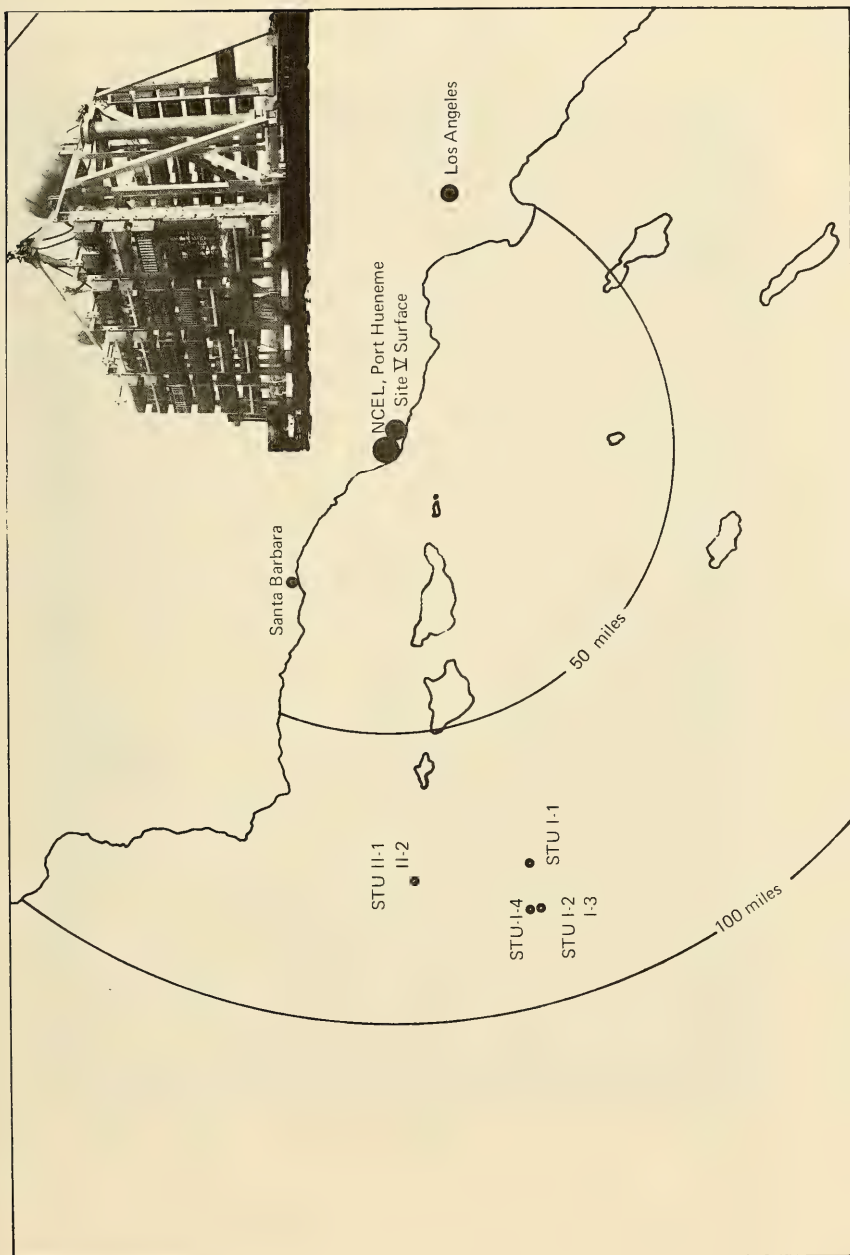 Santa Barbara
NCEL, Port Hueneme
Site V Surface
Los Angeles
STU II-1
II-2
STU I-4
STU I-2
I-3
STU I-1
50 miles
100 miles